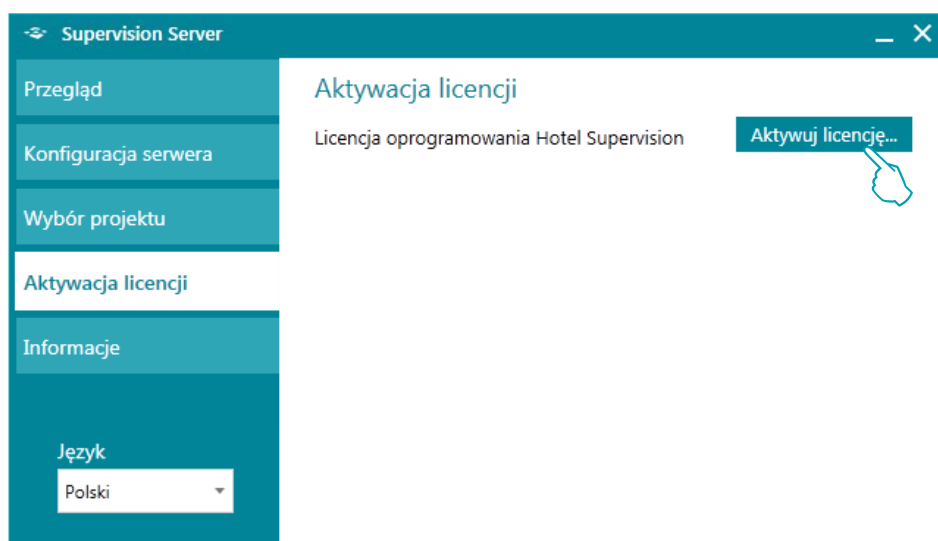 Supervision Server
Przegląd
Konfiguracja serwera
Wybór projektu
Aktywacja licencji
Informacje
Język
Polski
Aktywacja licencji
Licencja oprogramowania Hotel Supervision
Aktywuj licencję...